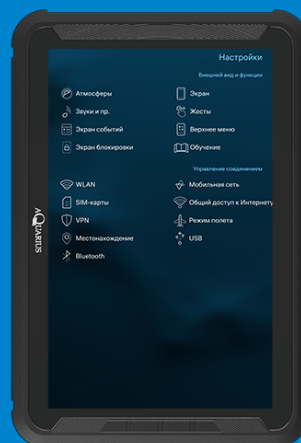 Настройки
Внешний вид и функции
Атмосферы
Экран
Звуки и пр.
Жесты
Экран событий
Верхнее меню
Экран блокировки
Обучение
Управление соединением
WLAN
Мобильная сеть
SIM-карты
Общий доступ к Интернету
VPN
Режим полета
Местонахождение
USB
Bluetooth
AQUARIUS